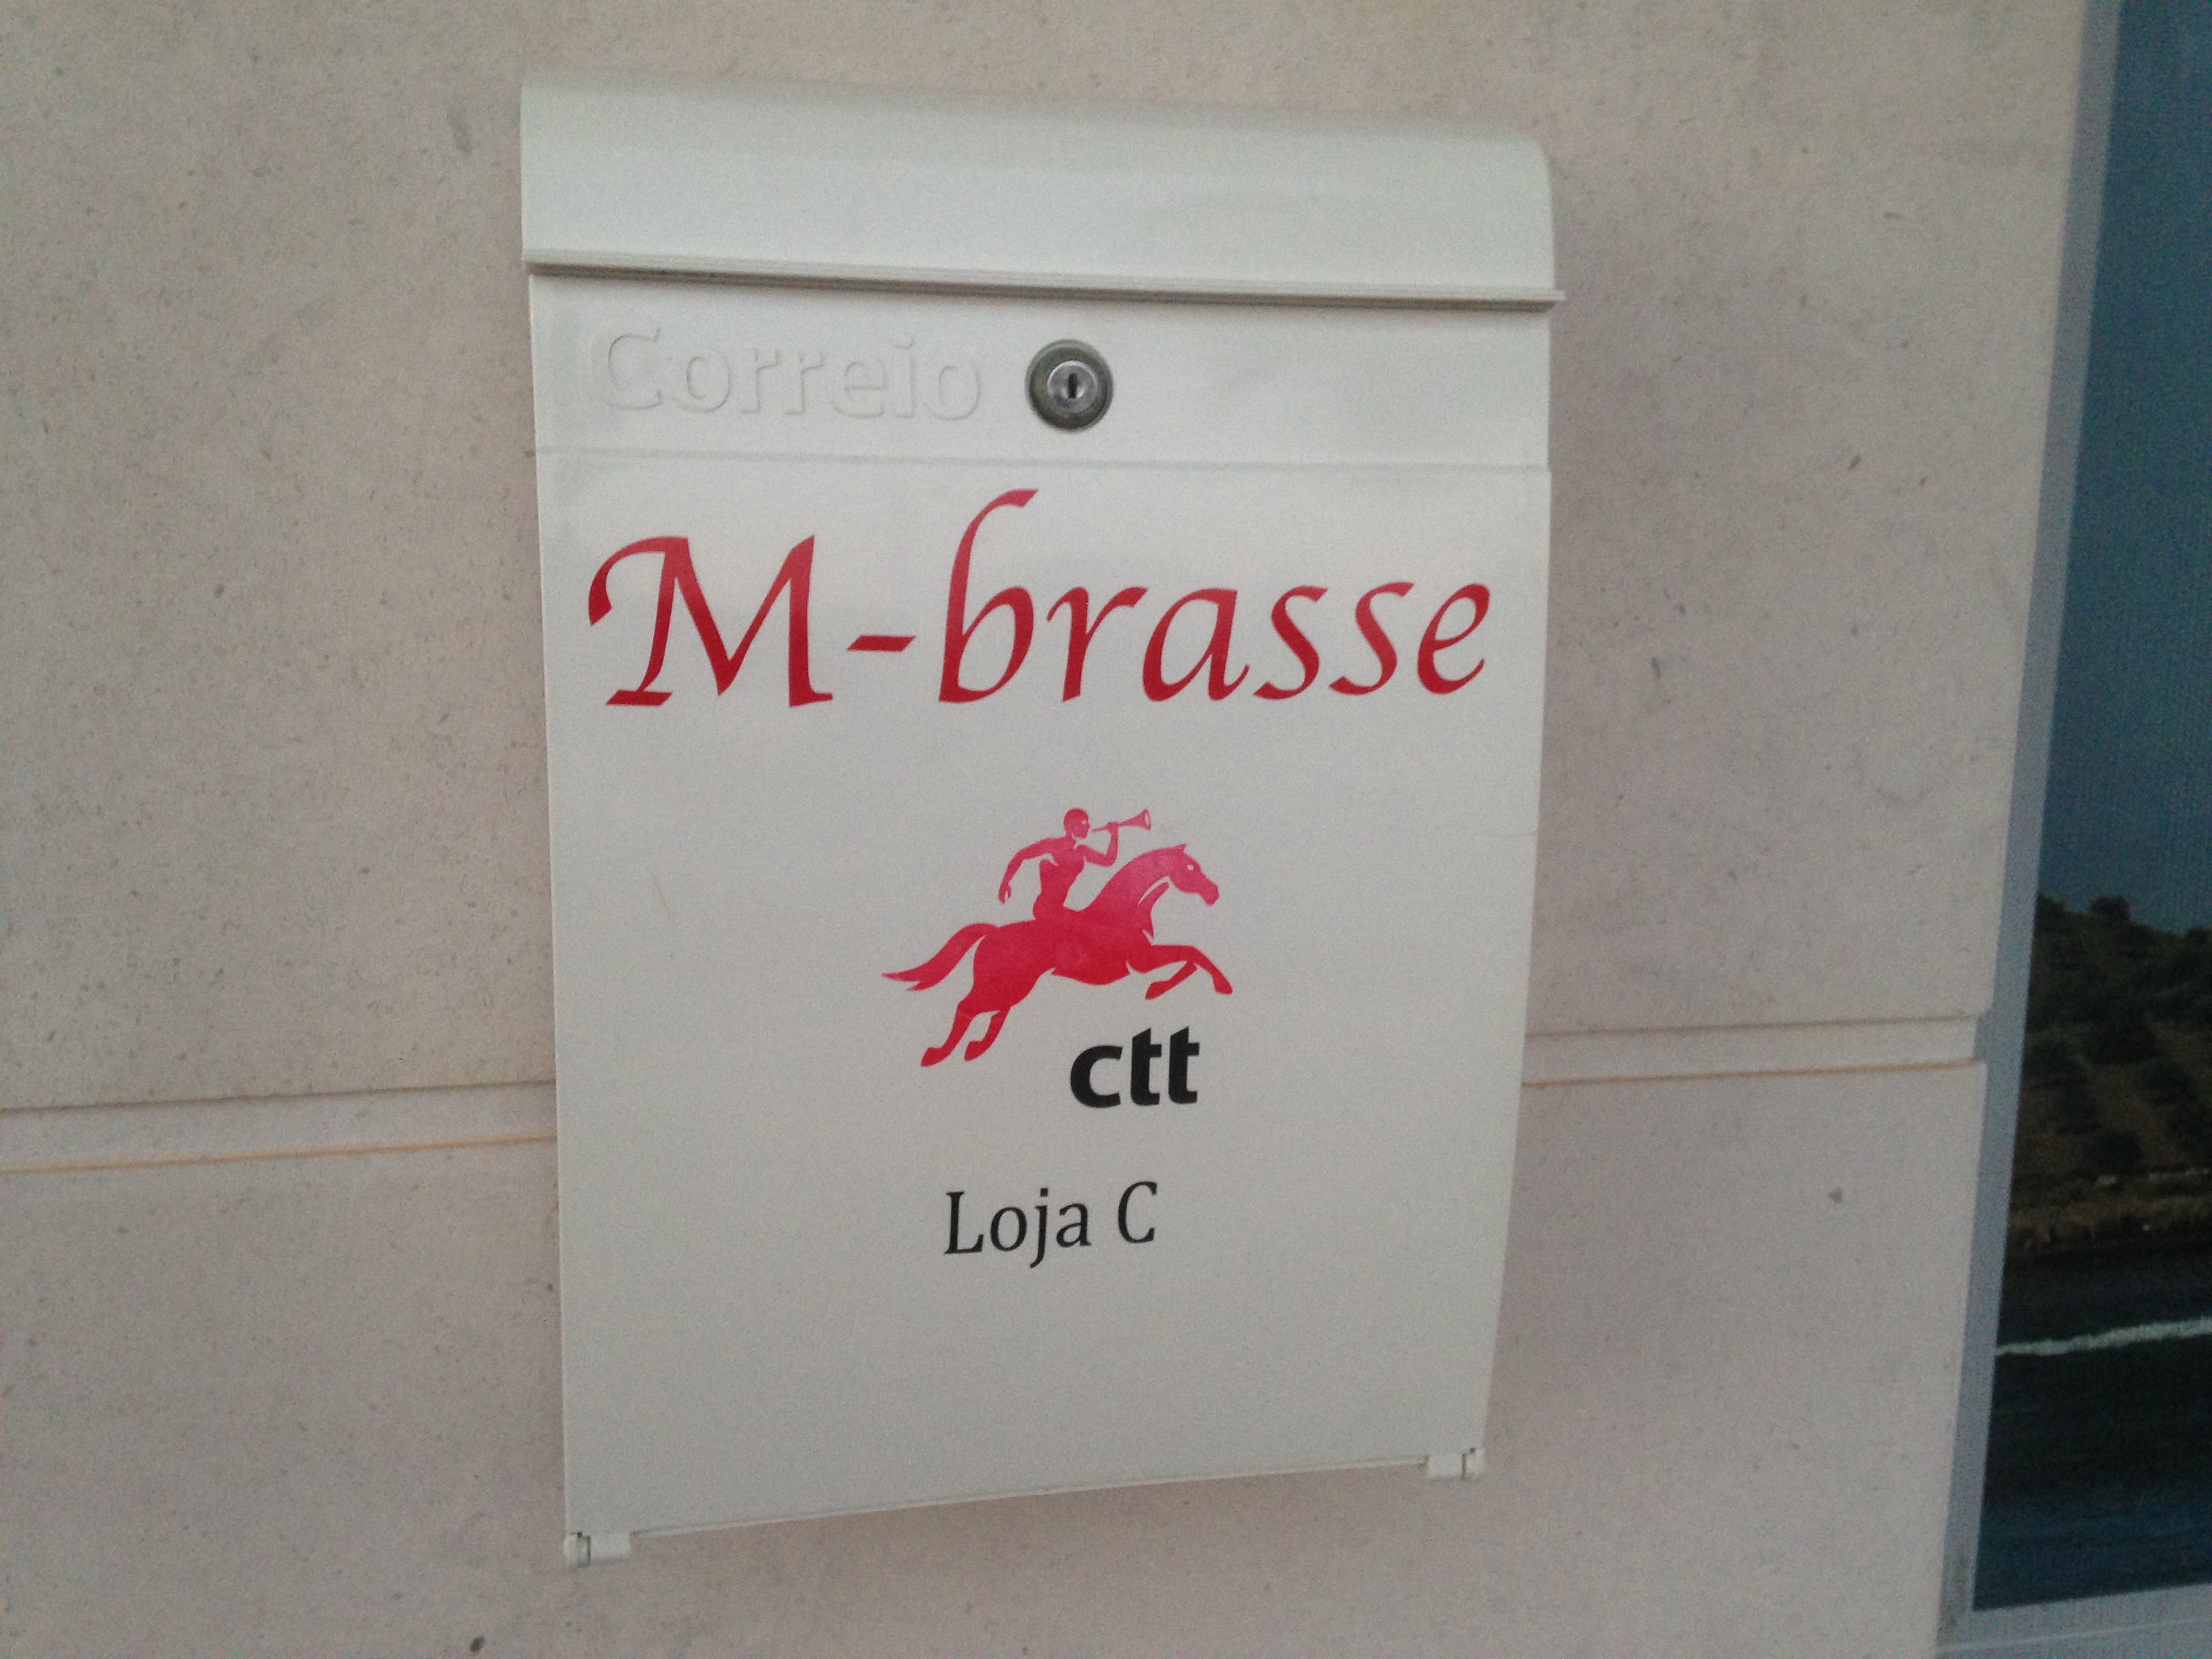 Correio
M-brasse
ctt
Loja C